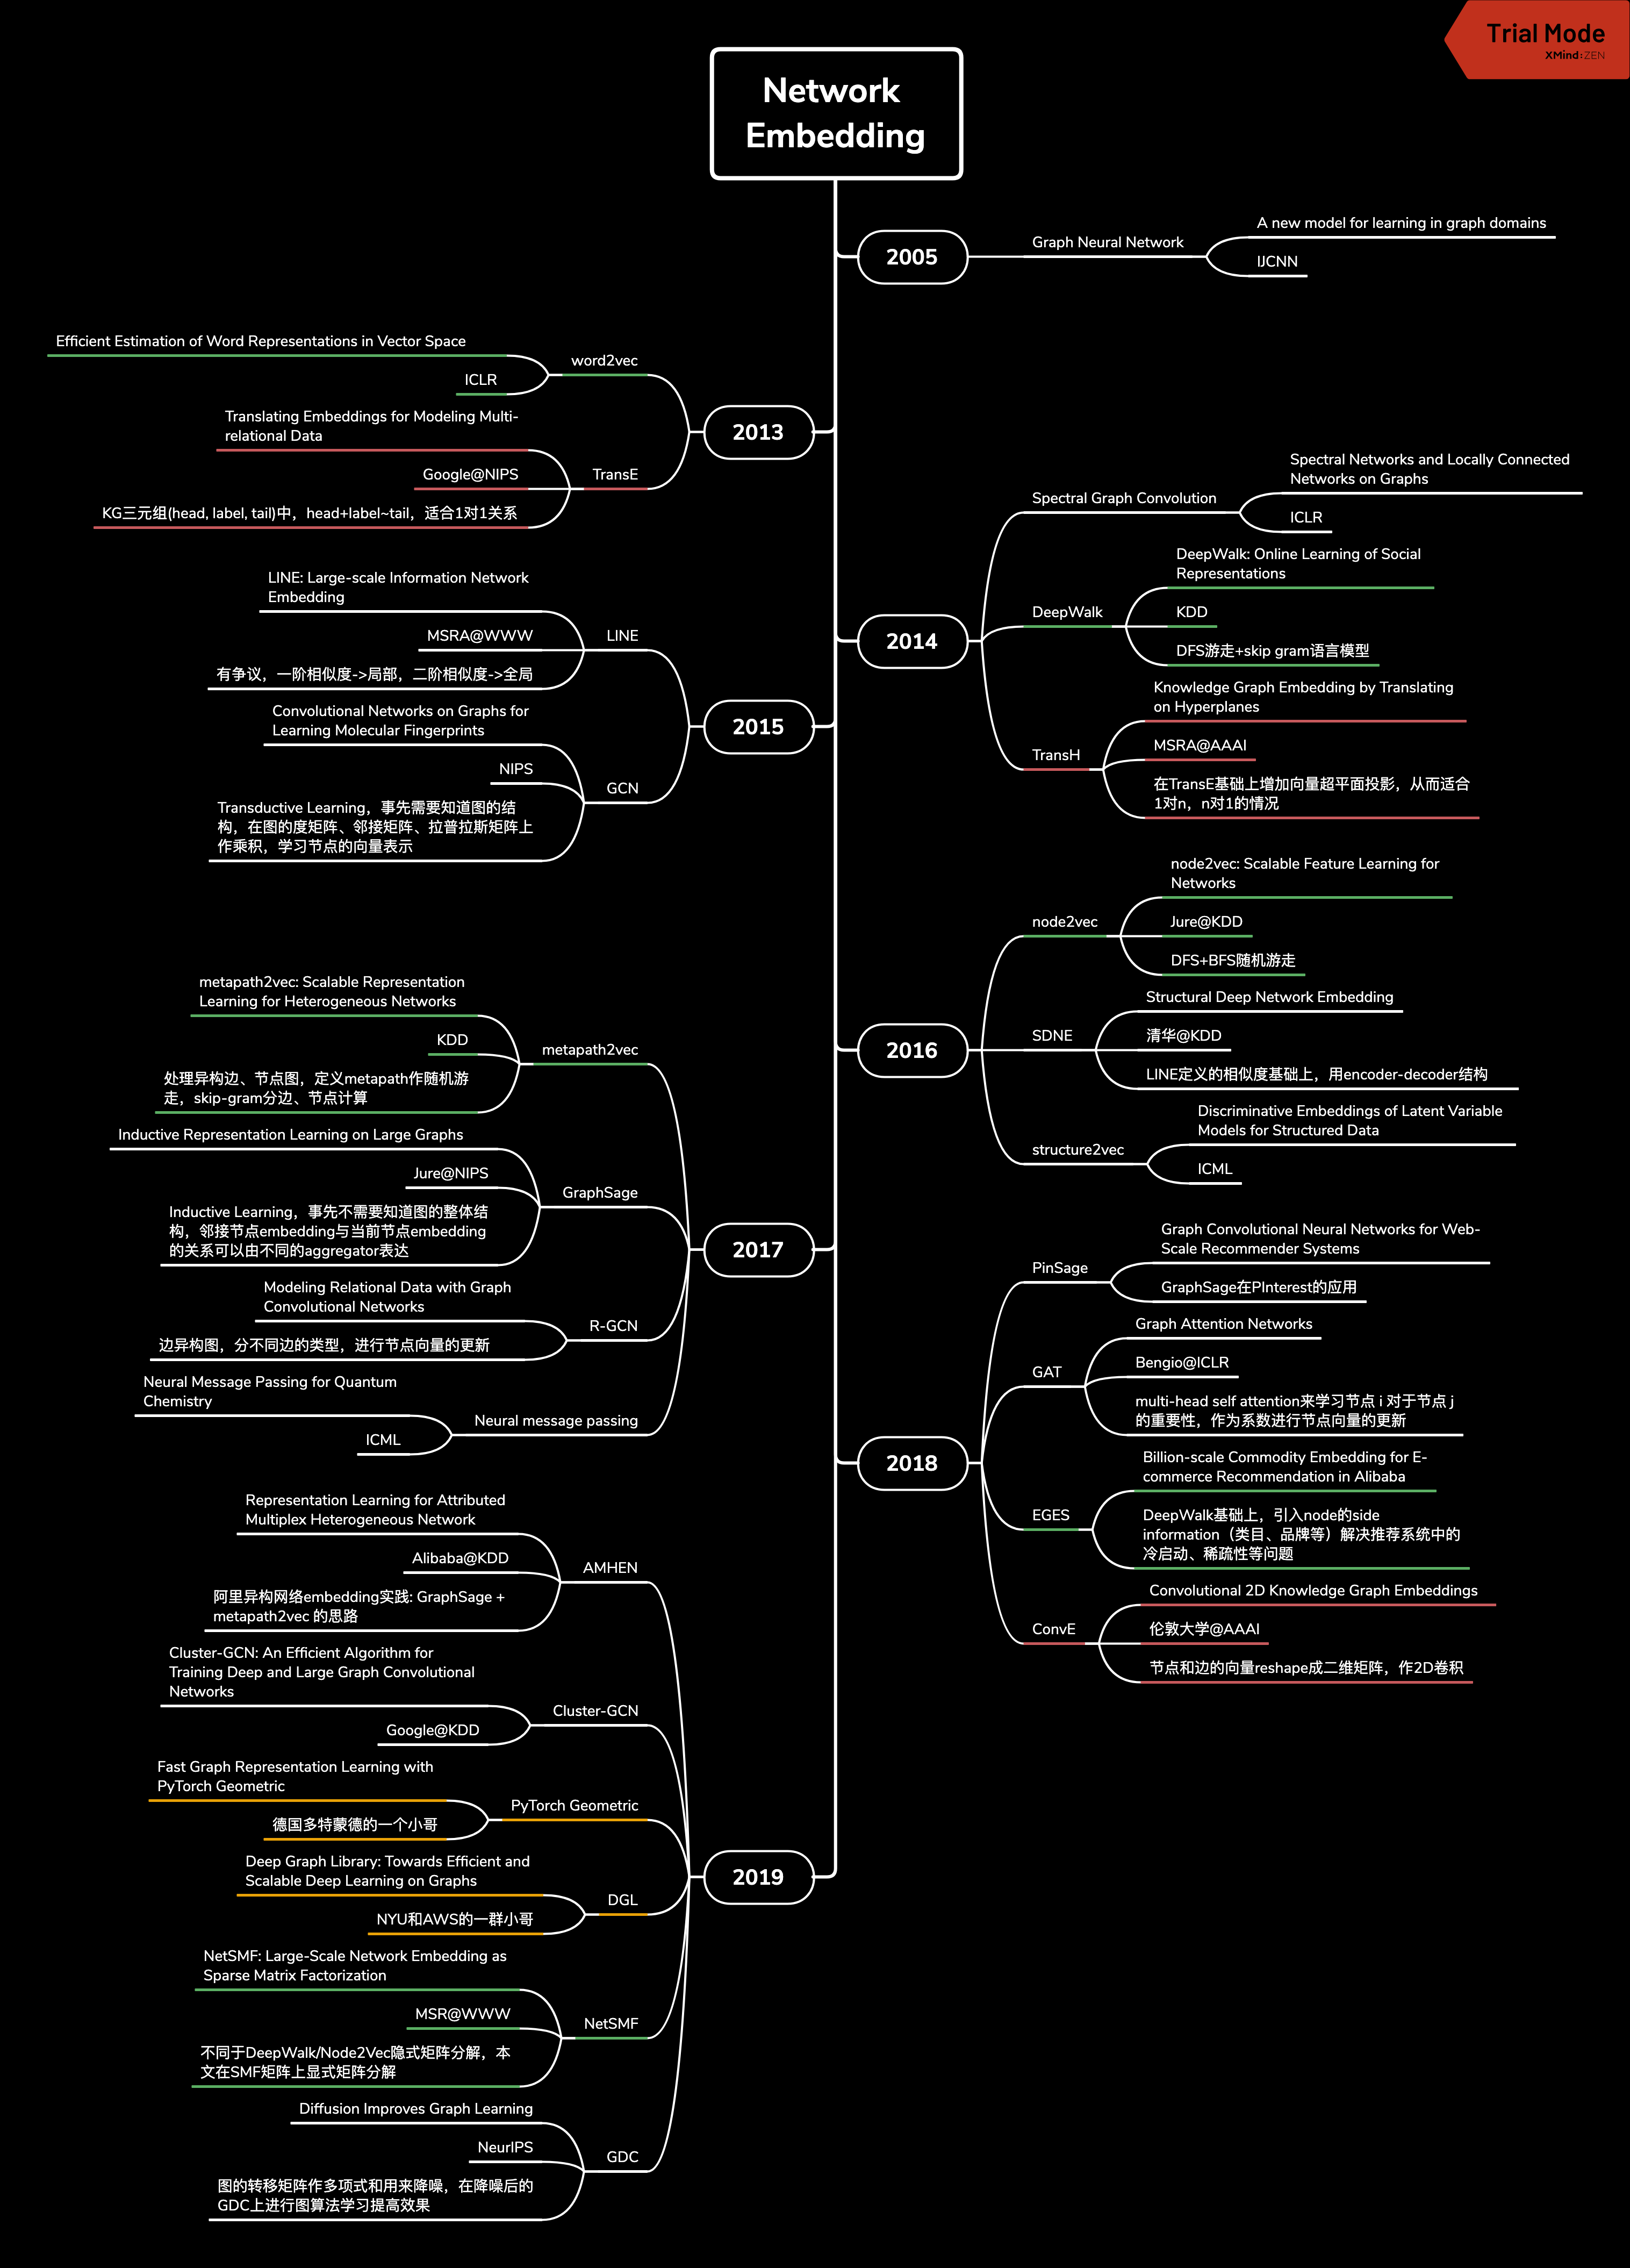 Trial Mode
XMind:ZEN
Network
Embedding
2005
Graph Neural Network
A new model for learning in graph domains
IJCNN
2013
word2vec
Efficient Estimation of Word Representations in Vector Space
ICLR
TransE
Translating Embeddings for Modeling Multi-
relational Data
Google@NIPS
KG三元组(head, label, tail)中，head+label~tail，适合1对1关系
2014
Spectral Graph Convolution
Spectral Networks and Locally Connected
Networks on Graphs
ICLR
DeepWalk
DeepWalk: Online Learning of Social
Representations
KDD
DFS游走+skip gram语言模型
TransH
Knowledge Graph Embedding by Translating
on Hyperplanes
MSRA@AAAI
在TransE基础上增加向量超平面投影，从而适合
1对n，n对1的情况
2015
LINE
LINE: Large-scale Information Network
Embedding
MSRA@WWW
有争议，一阶相似度->局部，二阶相似度->全局
GCN
Convolutional Networks on Graphs for
Learning Molecular Fingerprints
NIPS
Transductive Learning，事先需要知道图的结
构，在图的度矩阵、邻接矩阵、拉普拉斯矩阵上
作乘积，学习节点的向量表示
2016
node2vec
node2vec: Scalable Feature Learning for
Networks
Jure@KDD
DFS+BFS随机游走
SDNE
Structural Deep Network Embedding
清华@KDD
LINE定义的相似度基础上，用encoder-decoder结构
structure2vec
Discriminative Embeddings of Latent Variable
Models for Structured Data
ICML
2017
metapath2vec
metapath2vec: Scalable Representation
Learning for Heterogeneous Networks
KDD
处理异构边、节点图，定义metapath作随机游
走，skip-gram分边、节点计算
GraphSage
Inductive Representation Learning on Large Graphs
Jure@NIPS
Inductive Learning，事先不需要知道图的整体结
构，邻接节点embedding与当前节点embedding
的关系可以由不同的aggregator表达
R-GCN
Modeling Relational Data with Graph
Convolutional Networks
边异构图，分不同边的类型，进行节点向量的更新
Neural message passing
Neural Message Passing for Quantum
Chemistry
ICML
2018
PinSage
Graph Convolutional Neural Networks for Web-
Scale Recommender Systems
GraphSage在PInterest的应用
GAT
Graph Attention Networks
Bengio@ICLR
multi-head self attention来学习节点 i 对于节点 j
的重要性，作为系数进行节点向量的更新
EGES
Billion-scale Commodity Embedding for E-
commerce Recommendation in Alibaba
DeepWalk基础上，引入node的side
information（类目、品牌等）解决推荐系统中的
冷启动、稀疏性等问题
ConvE
Convolutional 2D Knowledge Graph Embeddings
伦敦大学@AAAI
节点和边的向量reshape成二维矩阵，作2D卷积
2019
AMHEN
Representation Learning for Attributed
Multiplex Heterogeneous Network
Alibaba@KDD
阿里异构网络embedding实践: GraphSage +
metapath2vec 的思路
Cluster-GCN
Cluster-GCN: An Efficient Algorithm for
Training Deep and Large Graph Convolutional
Networks
Google@KDD
PyTorch Geometric
Fast Graph Representation Learning with
PyTorch Geometric
德国多特蒙德的一个小哥
DGL
Deep Graph Library: Towards Efficient and
Scalable Deep Learning on Graphs
NYU和AWS的一群小哥
NetSMF
NetSMF: Large-Scale Network Embedding as
Sparse Matrix Factorization
MSR@WWW
不同于DeepWalk/Node2Vec隐式矩阵分解，本
文在SMF矩阵上显式矩阵分解
GDC
Diffusion Improves Graph Learning
NeurIPS
图的转移矩阵作多项式和用来降噪，在降噪后的
GDC上进行图算法学习提高效果